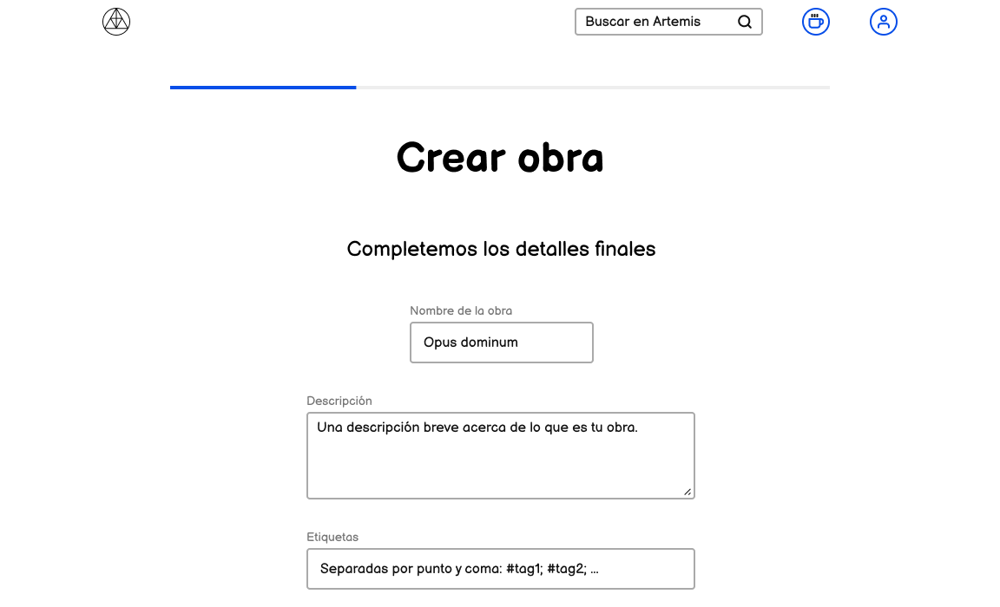 Buscar en Artemis
Crear obra
Completemos los detalles finales
Nombre de la obra
Opus dominum
Descripción
Una descripción breve acerca de lo que es tu obra.
Etiquetas
Separadas por punto y coma: #tag1; #tag2; ...